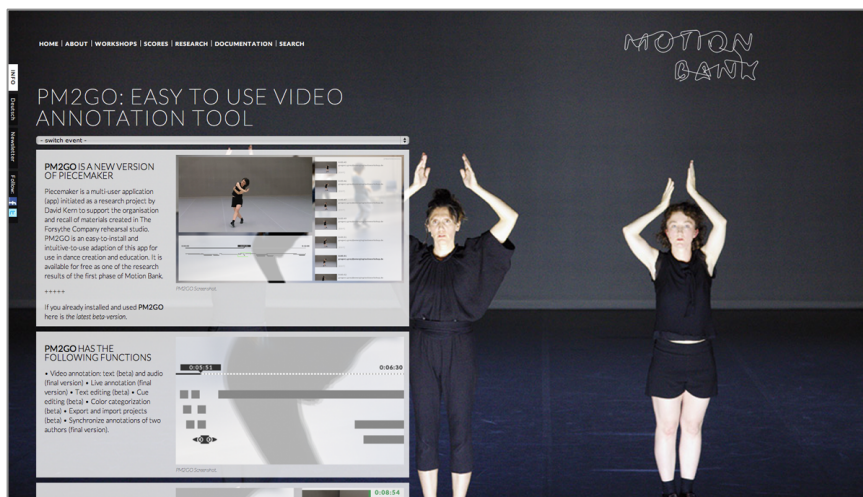 HOME | ABOUT | WORKSHOPS | SCORES | RESEARCH | DOCUMENTATION | SEARCH
MOTION
BANK
INFO
Deutsch
Newsletter
Follow:
PM2GO: EASY TO USE VIDEO
ANNOTATION TOOL
- switch event -
PM2GO IS A NEW VERSION
OF PIECEMAKER
Piecemaker is a multi-user application
(app) initiated as a research project by
David Kern to support the organisation
and recall of materials created in The
Forsythe Company rehearsal studio.
PM2GO is an easy-to-install and
intuitive-to-use adaption of this app for
use in dance creation and education. It is
available for free as one of the research
results of the first phase of Motion Bank.
+++++
If you already installed and used PM2GO
here is the latest beta-version.
PM2GO Screenshot
PM2GO HAS THE
FOLLOWING FUNCTIONS
• Video annotation: text (beta) and audio
(final version) • Live annotation (final
version) • Text editing (beta) • Cue
editing (beta) • Color categorization
(beta) • Export and import projects
(beta) • Synchronize annotations of two
authors (final version).
0:05:51
0:06:30
PM2GO Screenshot
0:08:54